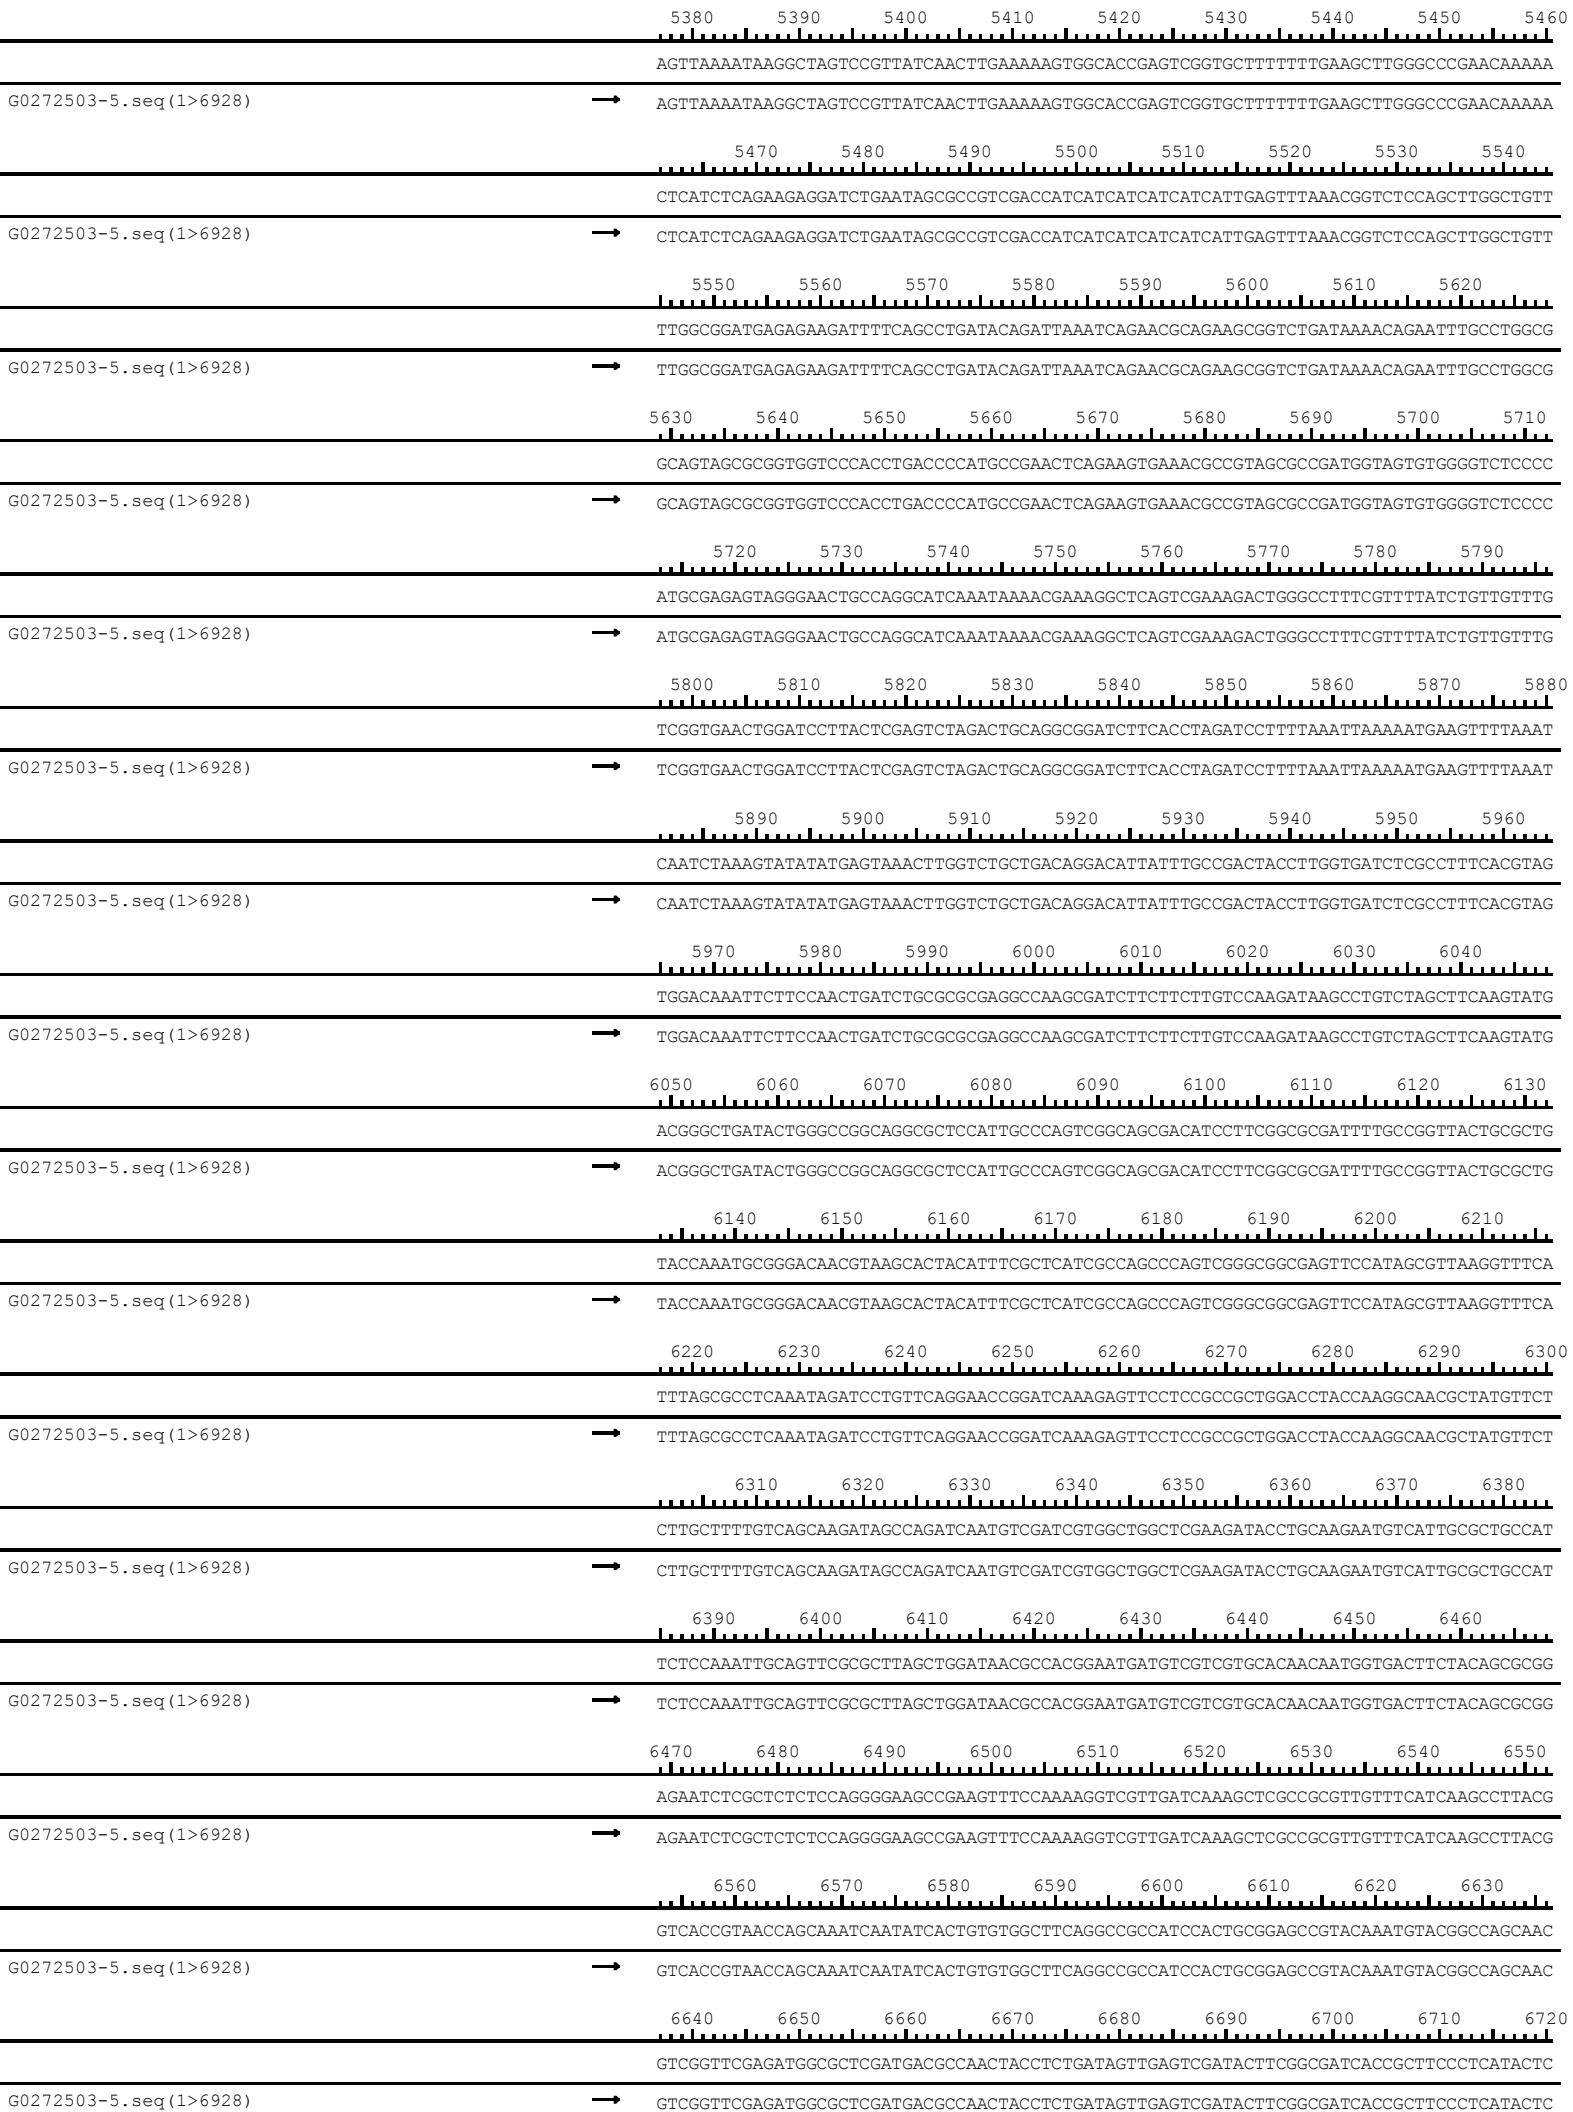 5380 5390 5400 5410 5420 5430 5440 5450 5460
AGTTAAAATAAGGCTAGTCCGTTATCAACTTGAAAAAGTGGCACCGAGTCGGTGCTTTTTTTGAAGCTTGGGCCCGAACAAAAA
G0272503-5.seq(1>6928) → AGTTAAAATAAGGCTAGTCCGTTATCAACTTGAAAAAGTGGCACCGAGTCGGTGCTTTTTTTGAAGCTTGGGCCCGAACAAAAA
5470 5480 5490 5500 5510 5520 5530 5540
CTCATCTCAGAAGAGGATCTGAATAGCGCCGTCGACCATCATCATCATCATCATTGAGTTTAAACGGTCTCCAGCTTGGCTGTT
G0272503-5.seq(1>6928) → CTCATCTCAGAAGAGGATCTGAATAGCGCCGTCGACCATCATCATCATCATCATTGAGTTTAAACGGTCTCCAGCTTGGCTGTT
5550 5560 5570 5580 5590 5600 5610 5620
TTGGCGGATGAGAGAAGATTTTCAGCCTGATACAGATTAAATCAGAACGCAGAAGCGGTCTGATAAAACAGAATTTGCCTGGCG
G0272503-5.seq(1>6928) → TTGGCGGATGAGAGAAGATTTTCAGCCTGATACAGATTAAATCAGAACGCAGAAGCGGTCTGATAAAACAGAATTTGCCTGGCG
5630 5640 5650 5660 5670 5680 5690 5700 5710
GCAGTAGCGCGGTGGTCCCACCTGACCCCATGCCGAACTCAGAAGTGAAACGCCGTAGCGCCGATGGTAGTGTGGGGTCTCCCC
G0272503-5.seq(1>6928) → GCAGTAGCGCGGTGGTCCCACCTGACCCCATGCCGAACTCAGAAGTGAAACGCCGTAGCGCCGATGGTAGTGTGGGGTCTCCCC
5720 5730 5740 5750 5760 5770 5780 5790
ATGCGAGAGTAGGGAACTGCCAGGCATCAAATAAAACGAAAGGCTCAGTCGAAAGACTGGGCCTTTCGTTTTATCTGTTGTTTG
G0272503-5.seq(1>6928) → ATGCGAGAGTAGGGAACTGCCAGGCATCAAATAAAACGAAAGGCTCAGTCGAAAGACTGGGCCTTTCGTTTTATCTGTTGTTTG
5800 5810 5820 5830 5840 5850 5860 5870 5880
TCGGTGAACTGGATCCTTACTCGAGTCTAGACTGCAGGCGGATCTTCACCTAGATCCTTTTAAATTAAAAATGAAGTTTTAAAT
G0272503-5.seq(1>6928) → TCGGTGAACTGGATCCTTACTCGAGTCTAGACTGCAGGCGGATCTTCACCTAGATCCTTTTAAATTAAAAATGAAGTTTTAAAT
5890 5900 5910 5920 5930 5940 5950 5960
CAATCTAAAGTATATATGAGTAAACTTGGTCTGCTGACAGGACATTATTTGCCGACTACCTTGGTGATCTCGCCTTTCACGTAG
G0272503-5.seq(1>6928) → CAATCTAAAGTATATATGAGTAAACTTGGTCTGCTGACAGGACATTATTTGCCGACTACCTTGGTGATCTCGCCTTTCACGTAG
5970 5980 5990 6000 6010 6020 6030 6040
TGGACAAATTCTTCCAACTGATCTGCGCGCGAGGCCAAGCGATCTTCTTCTTGTCCAAGATAAGCCTGTCTAGCTTCAAGTATG
G0272503-5.seq(1>6928) → TGGACAAATTCTTCCAACTGATCTGCGCGCGAGGCCAAGCGATCTTCTTCTTGTCCAAGATAAGCCTGTCTAGCTTCAAGTATG
6050 6060 6070 6080 6090 6100 6110 6120 6130
ACGGGCTGATACTGGGCCGGCAGGCGCTCCATTGCCCAGTCGGCAGCGACATCCTTCGGCGCGATTTTGCCGGTTACTGCGCTG
G0272503-5.seq(1>6928) → ACGGGCTGATACTGGGCCGGCAGGCGCTCCATTGCCCAGTCGGCAGCGACATCCTTCGGCGCGATTTTGCCGGTTACTGCGCTG
6140 6150 6160 6170 6180 6190 6200 6210
TACCAAATGCGGGACAACGTAAGCACTACATTTCGCTCATCGCCAGCCCAGTCGGGCGGCGAGTTCCATAGCGTTAAGGTTTCA
G0272503-5.seq(1>6928) → TACCAAATGCGGGACAACGTAAGCACTACATTTCGCTCATCGCCAGCCCAGTCGGGCGGCGAGTTCCATAGCGTTAAGGTTTCA
6220 6230 6240 6250 6260 6270 6280 6290 6300
TTTAGCGCCTCAAATAGATCCTGTTCAGGAACCGGATCAAAGAGTTCCTCCGCCGCTGGACCTACCAAGGCAACGCTATGTTCT
G0272503-5.seq(1>6928) → TTTAGCGCCTCAAATAGATCCTGTTCAGGAACCGGATCAAAGAGTTCCTCCGCCGCTGGACCTACCAAGGCAACGCTATGTTCT
6310 6320 6330 6340 6350 6360 6370 6380
CTTGCTTTTGTCAGCAAGATAGCCAGATCAATGTCGATCGTGGCTGGCTCGAAGATACCTGCAAGAATGTCATTGCGCTGCCAT
G0272503-5.seq(1>6928) → CTTGCTTTTGTCAGCAAGATAGCCAGATCAATGTCGATCGTGGCTGGCTCGAAGATACCTGCAAGAATGTCATTGCGCTGCCAT
6390 6400 6410 6420 6430 6440 6450 6460
TCTCCAAATTGCAGTTCGCGCTTAGCTGGATAACGCCACGGAATGATGTCGTCGTGCACAACAATGGTGACTTCTACAGCGCGG
G0272503-5.seq(1>6928) → TCTCCAAATTGCAGTTCGCGCTTAGCTGGATAACGCCACGGAATGATGTCGTCGTGCACAACAATGGTGACTTCTACAGCGCGG
6470 6480 6490 6500 6510 6520 6530 6540 6550
AGAATCTCGCTCTCTCCAGGGGAAGCCGAAGTTTCCAAAAGGTCGTTGATCAAAGCTCGCCGCGTTGTTTCATCAAGCCTTACG
G0272503-5.seq(1>6928) → AGAATCTCGCTCTCTCCAGGGGAAGCCGAAGTTTCCAAAAGGTCGTTGATCAAAGCTCGCCGCGTTGTTTCATCAAGCCTTACG
6560 6570 6580 6590 6600 6610 6620 6630
GTCACCGTAACCAGCAAATCAATATCACTGTGTGGCTTCAGGCCGCCATCCACTGCGGAGCCGTACAAATGTACGGCCAGCAAC
G0272503-5.seq(1>6928) → GTCACCGTAACCAGCAAATCAATATCACTGTGTGGCTTCAGGCCGCCATCCACTGCGGAGCCGTACAAATGTACGGCCAGCAAC
6640 6650 6660 6670 6680 6690 6700 6710 6720
GTCGGTTCGAGATGGCGCTCGATGACGCCAACTACCTCTGATAGTTGAGTCGATACTTCGGCGATCACCGCTTCCCTCATACTC
G0272503-5.seq(1>6928) → GTCGGTTCGAGATGGCGCTCGATGACGCCAACTACCTCTGATAGTTGAGTCGATACTTCGGCGATCACCGCTTCCCTCATACTC